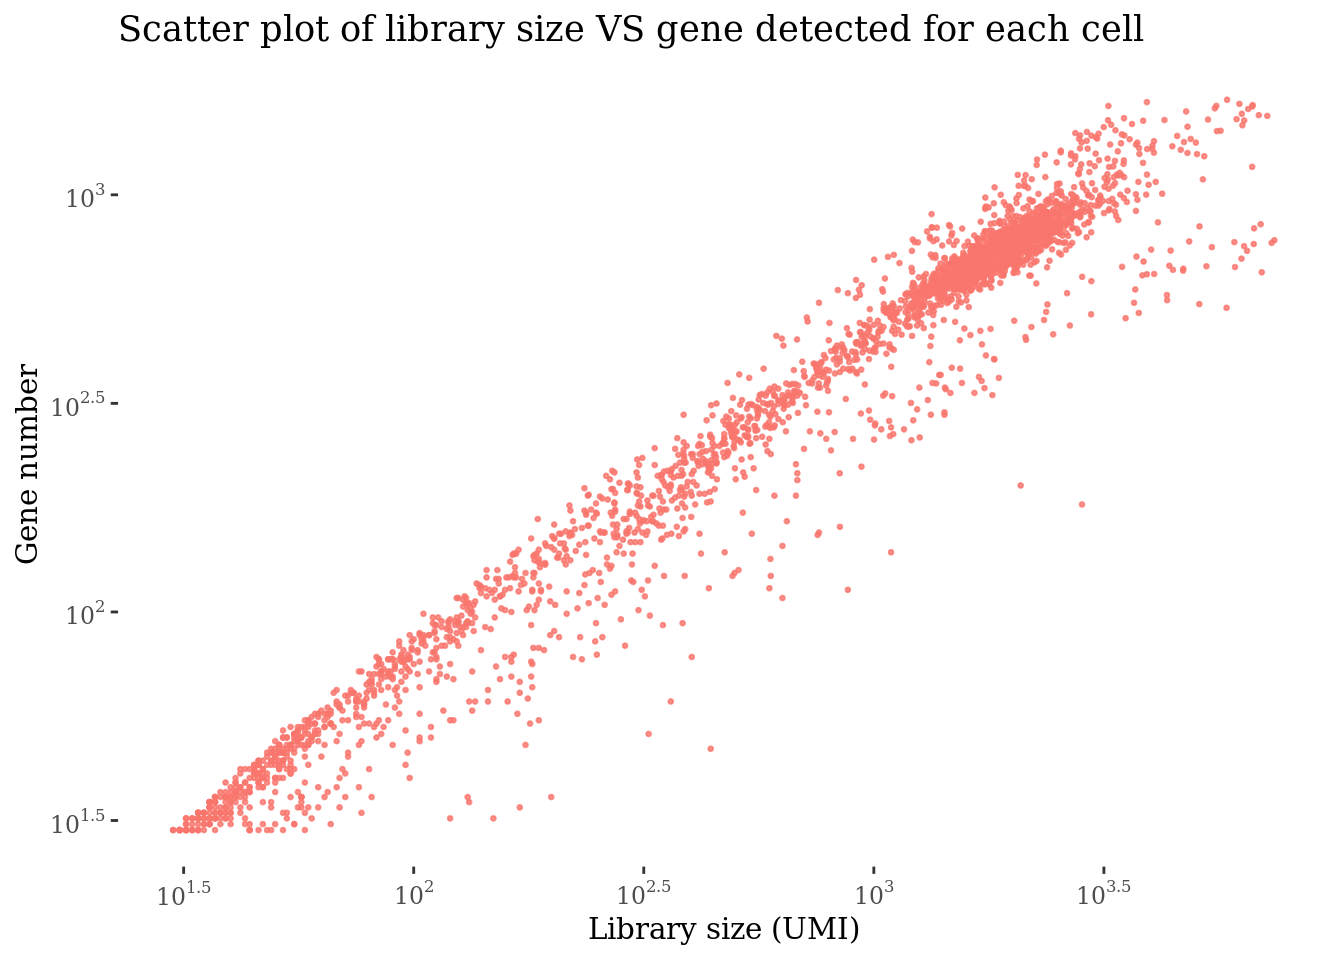 Scatter plot of library size VS gene detected for each cell
Gene number
10^3
10^2.5
10^2
10^1.5
10^1.5 10^2 10^2.5 10^3 10^3.5
Library size (UMI)